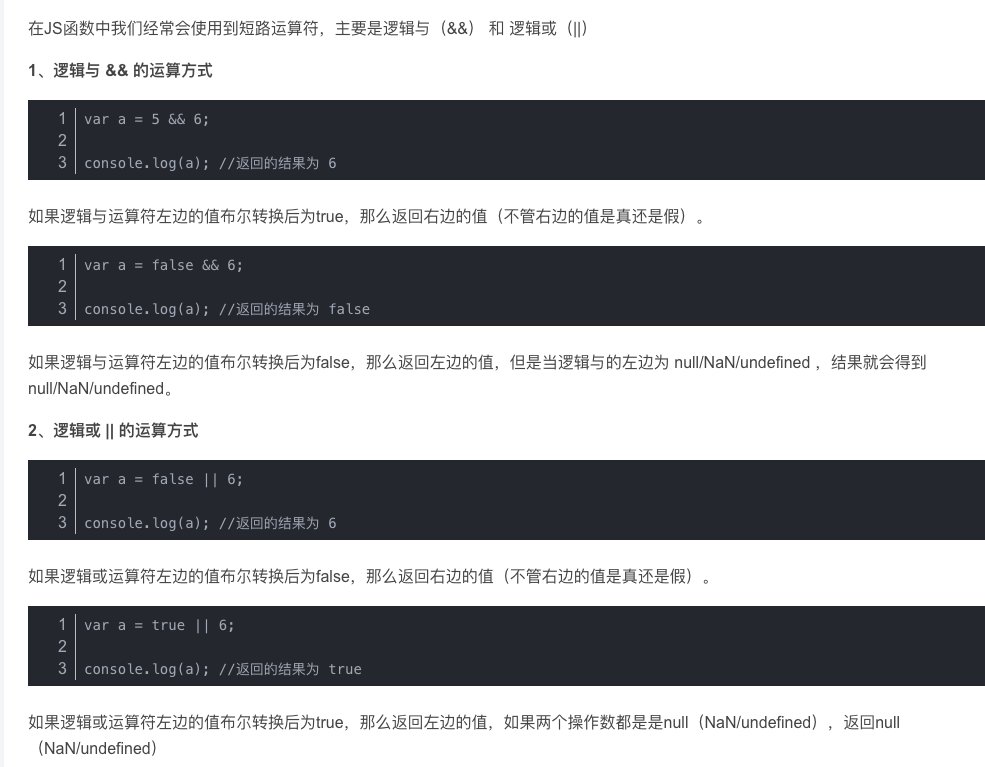 在JS函数中我们经常会使用到短路运算符，主要是逻辑与（&&） 和 逻辑或（||）
1、逻辑与 && 的运算方式
1 var a = 5 && 6;
2
3 console.log(a); //返回的结果为 6
如果逻辑与运算符左边的值布尔转换后为true，那么返回右边的值（不管右边的值是真还是假）。
1 var a = false && 6;
2
3 console.log(a); //返回的结果为 false
如果逻辑与运算符左边的值布尔转换后为false，那么返回左边的值，但是当逻辑与的左边为 null/NaN/undefined ，结果就会得到
null/NaN/undefined。
2、逻辑或 || 的运算方式
1 var a = false || 6;
2
3 console.log(a); //返回的结果为 6
如果逻辑或运算符左边的值布尔转换后为false，那么返回右边的值（不管右边的值是真还是假）。
1 var a = true || 6;
2
3 console.log(a); //返回的结果为 true
如果逻辑或运算符左边的值布尔转换后为true，那么返回左边的值，如果两个操作数都是是null（NaN/undefined），返回null
（NaN/undefined）